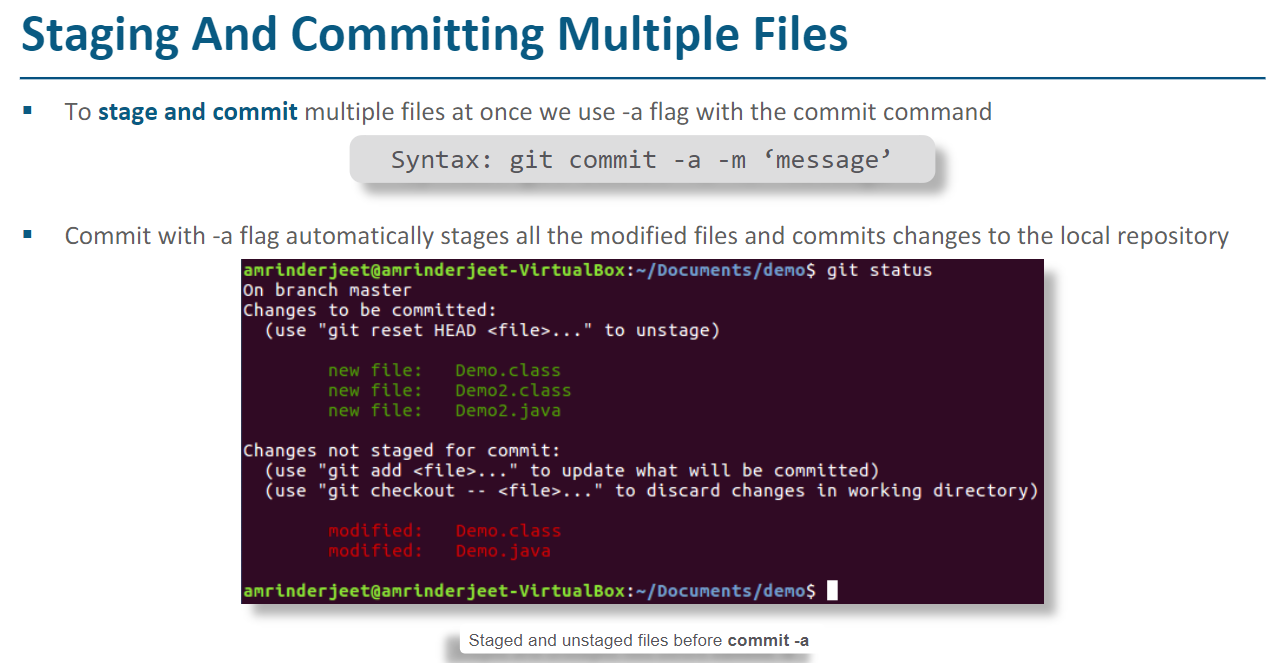 Staging And Committing Multiple Files
▪ To stage and commit multiple files at once we use -a flag with the commit command
Syntax: git commit -a -m ‘message’
▪ Commit with -a flag automatically stages all the modified files and commits changes to the local repository
amrinderjeet@amrinderjeet-VirtualBox:~/Documents/demo$ git status
On branch master
Changes to be committed:
  (use "git reset HEAD <file>..." to unstage)
        new file:   Demo.class
        new file:   Demo2.class
        new file:   Demo2.java
Changes not staged for commit:
  (use "git add <file>..." to update what will be committed)
  (use "git checkout -- <file>..." to discard changes in working directory)
        modified:   Demo.class
        modified:   Demo.java
amrinderjeet@amrinderjeet-VirtualBox:~/Documents/demo$
Staged and unstaged files before commit -a